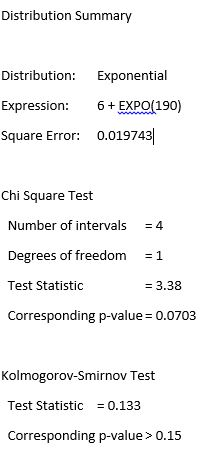 Distribution Summary
Distribution: Exponential
Expression: 6 + EXPO(190)
Square Error: 0.019743
Chi Square Test
Number of intervals = 4
Degrees of freedom = 1
Test Statistic = 3.38
Corresponding p-value = 0.0703
Kolmogorov-Smirnov Test
Test Statistic = 0.133
Corresponding p-value > 0.15